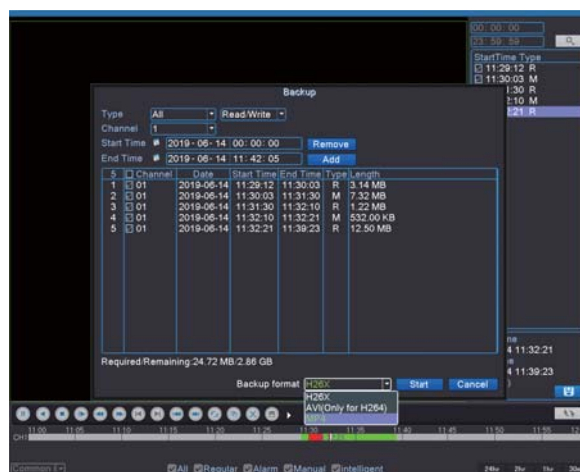 00: 00: 00
23: 59: 59
StartTime Type
11:29:12 R
11:30:03 M
1:30 R
2:10 M
2:21 R
Backup
Type All Read/Write
Channel 1
Start Time 2019-06-14 00: 00: 00 Remove
End Time 2019-06-14 11: 42: 05 Add
5 Channel Date Start Time End Time Type Length
1 01 2019-06-14 11:29:12 11:30:03 R 3.14 MB
2 01 2019-06-14 11:30:03 11:31:30 M 7.32 MB
3 01 2019-06-14 11:31:30 11:32:10 R 1.22 MB
4 01 2019-06-14 11:32:10 11:32:21 M 532.00 KB
5 01 2019-06-14 11:32:21 11:39:23 R 12.50 MB
me
4 11:32:21
e
4 11:39:23
Required/Remaining:24.72 MB/2.86 GB
Backup format H26X Start Cancel
H26X
AVI(Only for H264)
MP4
11:00 11:05 11:10 11:15 11:20 11:25 11:30 11:35 11:40 11:45 11:50 11:55 12
CH1
Common All Regular Alarm Manual Intelligent 24hr 2hr 1hr 30m